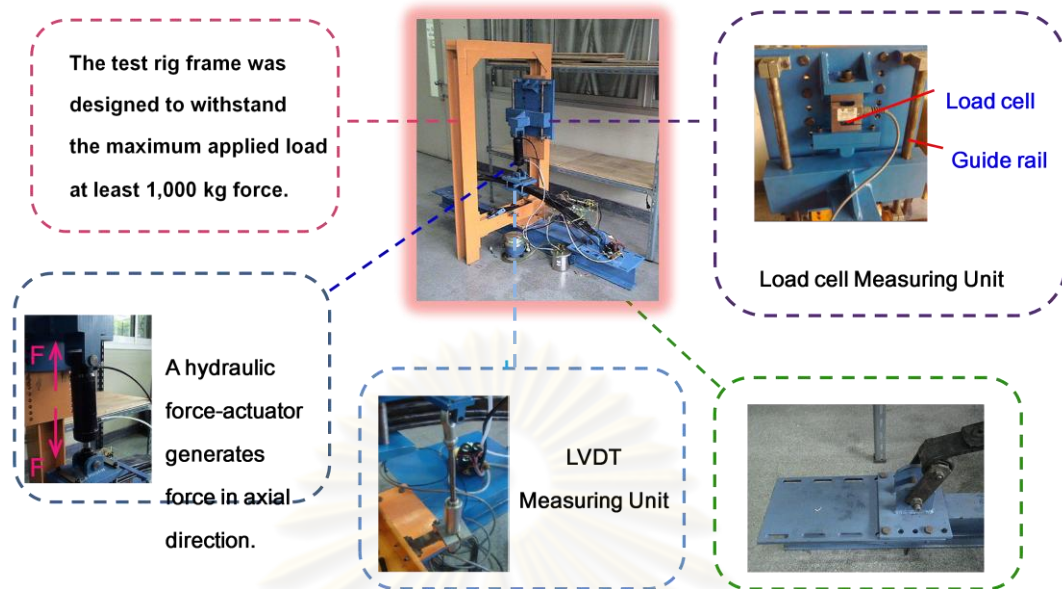 The test rig frame was
designed to withstand
the maximum applied load
at least 1,000 kg force.
Load cell
Guide rail
Load cell Measuring Unit
F
F
A hydraulic
force-actuator
generates
force in axial
direction.
LVDT
Measuring Unit